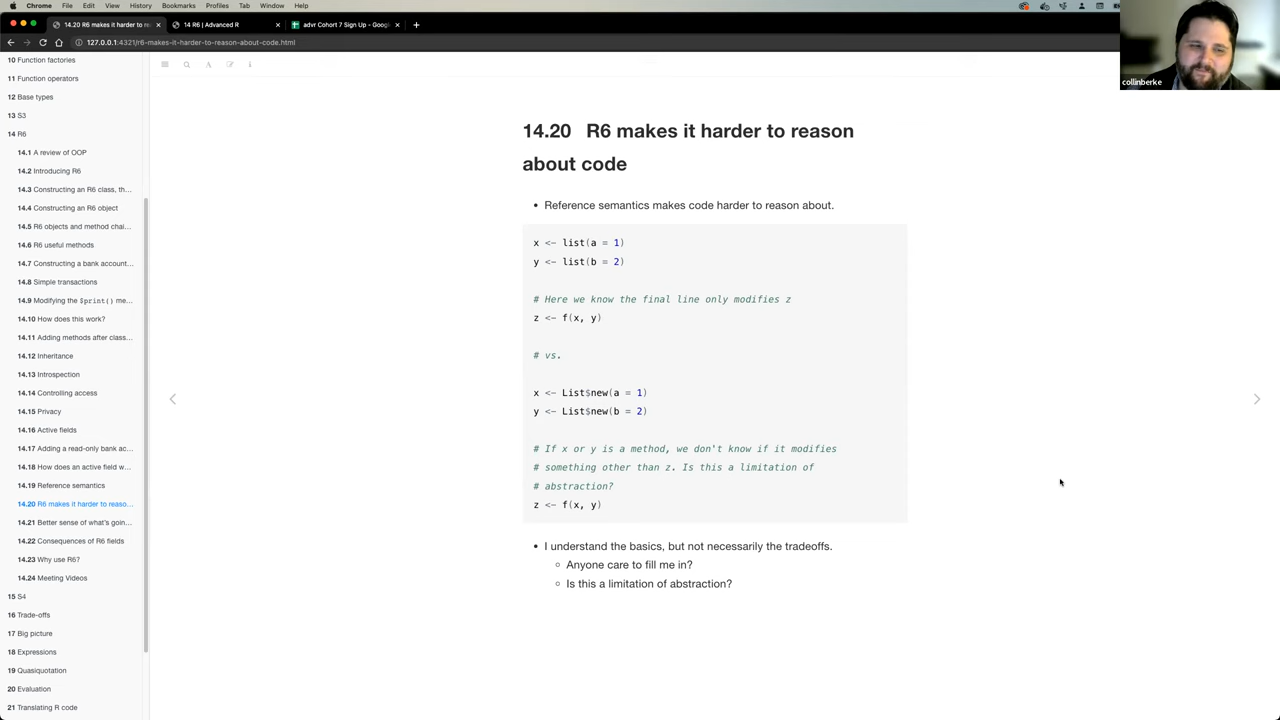 Chrome File Edit View History Bookmarks Profiles Tab Window Help
14.20 R6 makes it harder to re
14 R6 | Advanced R
advr Cohort 7 Sign Up - Goog
127.0.0.1:4321/r6-makes-it-harder-to-reason-about-code.html
collinberke
10 Function factories
11 Function operators
12 Base types
13 S3
14 R6
14.1 A review of OOP
14.2 Introducing R6
14.3 Constructing an R6 class, th…
14.4 Constructing an R6 object
14.5 R6 objects and method chai…
14.6 R6 useful methods
14.7 Constructing a bank account…
14.8 Simple transactions
14.9 Modifying the $print() me…
14.10 How does this work?
14.11 Adding methods after class…
14.12 Inheritance
14.13 Introspection
14.14 Controlling access
14.15 Privacy
14.16 Active fields
14.17 Adding a read-only bank ac…
14.18 How does an active field w…
14.19 Reference semantics
14.20 R6 makes it harder to reaso…
14.21 Better sense of what's goin…
14.22 Consequences of R6 fields
14.23 Why use R6?
14.24 Meeting Videos
15 S4
16 Trade-offs
17 Big picture
18 Expressions
19 Quasiquotation
20 Evaluation
21 Translating R code
14.20 R6 makes it harder to reason
about code
• Reference semantics makes code harder to reason about.
x <- list(a = 1)
y <- list(b = 2)
# Here we know the final line only modifies z
z <- f(x, y)
# vs.
x <- List$new(a = 1)
y <- List$new(b = 2)
# If x or y is a method, we don't know if it modifies
# something other than z. Is this a limitation of
# abstraction?
z <- f(x, y)
• I understand the basics, but not necessarily the tradeoffs.
◦ Anyone care to fill me in?
◦ Is this a limitation of abstraction?